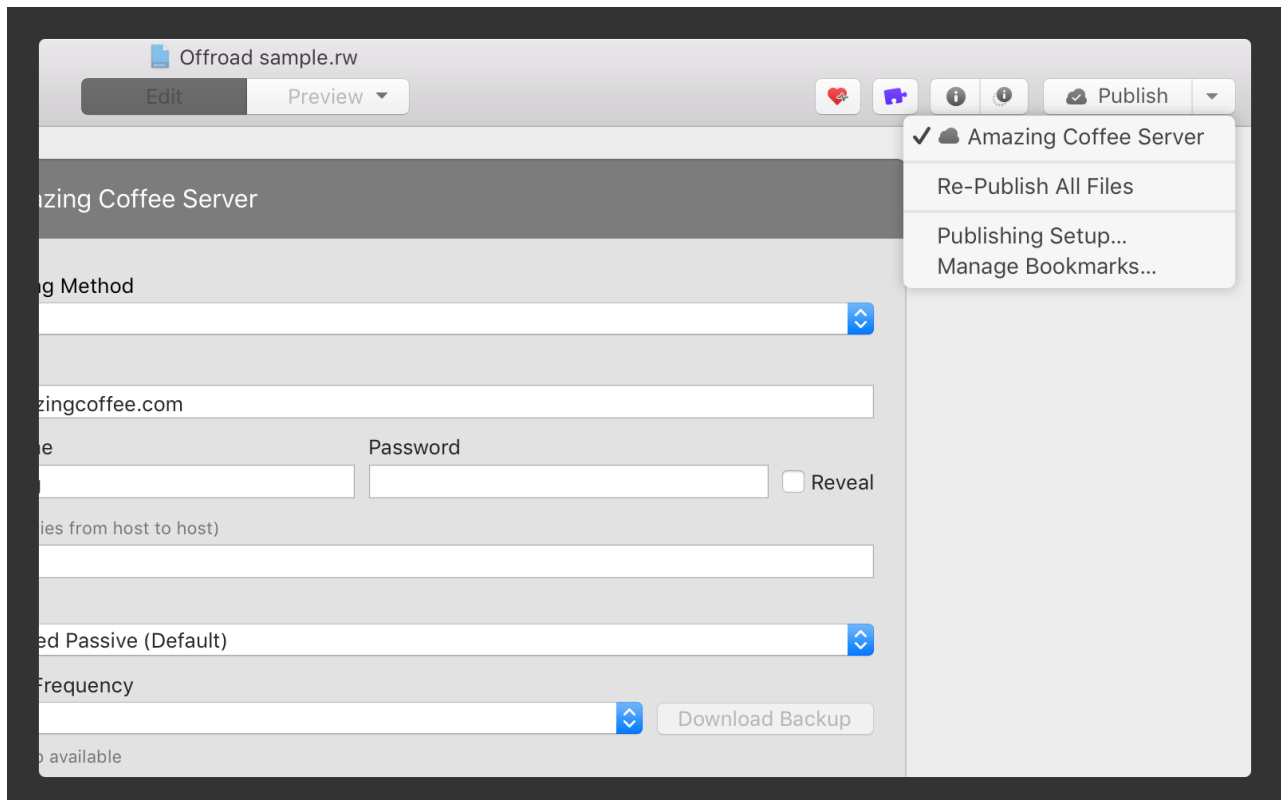 Offroad sample.rw
Edit
Preview
Publish
Amazing Coffee Server
Re-Publish All Files
Publishing Setup...
Manage Bookmarks...
zing Coffee Server
g Method
zingcoffee.com
e
Password
Reveal
ies from host to host)
ed Passive (Default)
Frequency
Download Backup
available